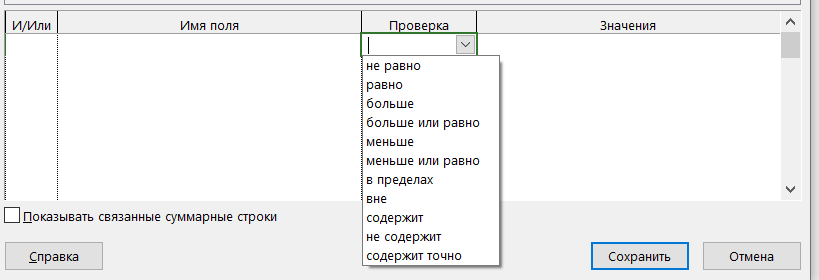 И/Или Имя поля Проверка Значения
не равно
равно
больше
больше или равно
меньше
меньше или равно
в пределах
вне
содержит
не содержит
содержит точно
Показывать связанные суммарные строки
Справка Сохранить Отмена